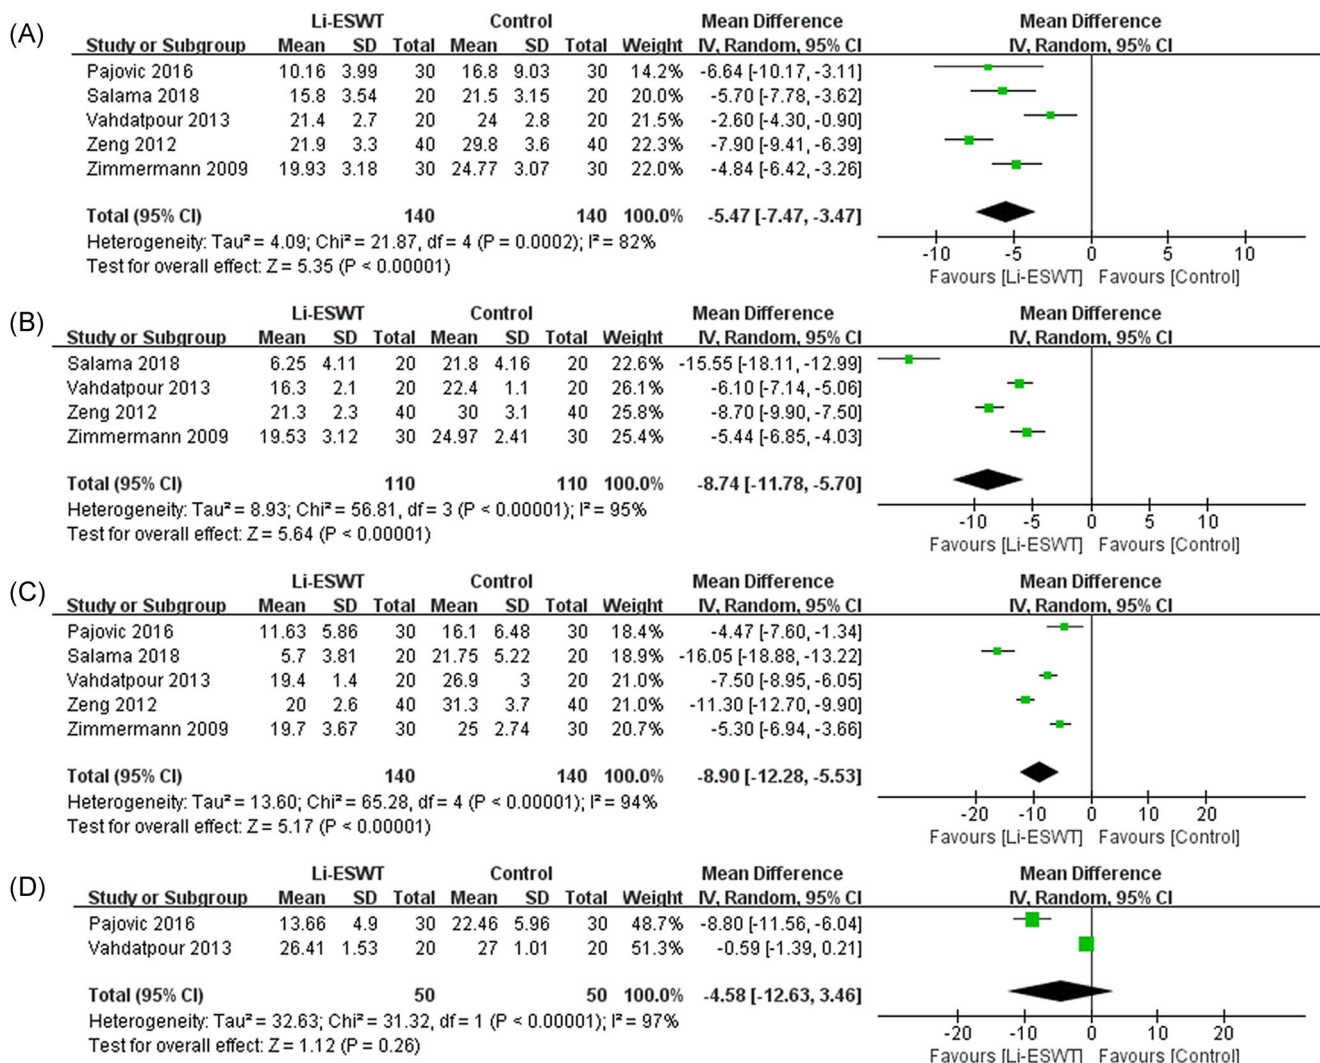 (A)
Li-ESWT Control Mean Difference Mean Difference
Study or Subgroup Mean SD Total Mean SD Total Weight IV, Random, 95% CI IV, Random, 95% CI
Pajovic 2016 10.16 3.99 30 16.8 9.03 30 14.2% -6.64 [-10.17, -3.11]
Salama 2018 15.8 3.54 20 21.5 3.15 20 20.0% -5.70 [-7.78, -3.62]
Vahdatpour 2013 21.4 2.7 20 24 2.8 20 21.5% -2.60 [-4.30, -0.90]
Zeng 2012 21.9 3.3 40 29.8 3.6 40 22.3% -7.90 [-9.41, -6.39]
Zimmermann 2009 19.93 3.18 30 24.77 3.07 30 22.0% -4.84 [-6.42, -3.26]
Total (95% CI) 140 140 100.0% -5.47 [-7.47, -3.47]
Heterogeneity: Tau² = 4.09; Chi² = 21.87, df = 4 (P = 0.0002); I² = 82%
Test for overall effect: Z = 5.35 (P < 0.00001)
-10 -5 0 5 10
Favours [Li-ESWT] Favours [Control]
(B)
Li-ESWT Control Mean Difference Mean Difference
Study or Subgroup Mean SD Total Mean SD Total Weight IV, Random, 95% CI IV, Random, 95% CI
Salama 2018 6.25 4.11 20 21.8 4.16 20 22.6% -15.55 [-18.11, -12.99]
Vahdatpour 2013 16.3 2.1 20 22.4 1.1 20 26.1% -6.10 [-7.14, -5.06]
Zeng 2012 21.3 2.3 40 30 3.1 40 25.8% -8.70 [-9.90, -7.50]
Zimmermann 2009 19.53 3.12 30 24.97 2.41 30 25.4% -5.44 [-6.85, -4.03]
Total (95% CI) 110 110 100.0% -8.74 [-11.78, -5.70]
Heterogeneity: Tau² = 8.93; Chi² = 56.81, df = 3 (P < 0.00001); I² = 95%
Test for overall effect: Z = 5.64 (P < 0.00001)
-10 -5 0 5 10
Favours [Li-ESWT] Favours [Control]
(C)
Li-ESWT Control Mean Difference Mean Difference
Study or Subgroup Mean SD Total Mean SD Total Weight IV, Random, 95% CI IV, Random, 95% CI
Pajovic 2016 11.63 5.86 30 16.1 6.48 30 18.4% -4.47 [-7.60, -1.34]
Salama 2018 5.7 3.81 20 21.75 5.22 20 18.9% -16.05 [-18.88, -13.22]
Vahdatpour 2013 19.4 1.4 20 26.9 3 20 21.0% -7.50 [-8.95, -6.05]
Zeng 2012 20 2.6 40 31.3 3.7 40 21.0% -11.30 [-12.70, -9.90]
Zimmermann 2009 19.7 3.67 30 25 2.74 30 20.7% -5.30 [-6.94, -3.66]
Total (95% CI) 140 140 100.0% -8.90 [-12.28, -5.53]
Heterogeneity: Tau² = 13.60; Chi² = 65.28, df = 4 (P < 0.00001); I² = 94%
Test for overall effect: Z = 5.17 (P < 0.00001)
-20 -10 0 10 20
Favours [Li-ESWT] Favours [Control]
(D)
Li-ESWT Control Mean Difference Mean Difference
Study or Subgroup Mean SD Total Mean SD Total Weight IV, Random, 95% CI IV, Random, 95% CI
Pajovic 2016 13.66 4.9 30 22.46 5.96 30 48.7% -8.80 [-11.56, -6.04]
Vahdatpour 2013 26.41 1.53 20 27 1.01 20 51.3% -0.59 [-1.39, 0.21]
Total (95% CI) 50 50 100.0% -4.58 [-12.63, 3.46]
Heterogeneity: Tau² = 32.63; Chi² = 31.32, df = 1 (P < 0.00001); I² = 97%
Test for overall effect: Z = 1.12 (P = 0.26)
-20 -10 0 10 20
Favours [Li-ESWT] Favours [Control]